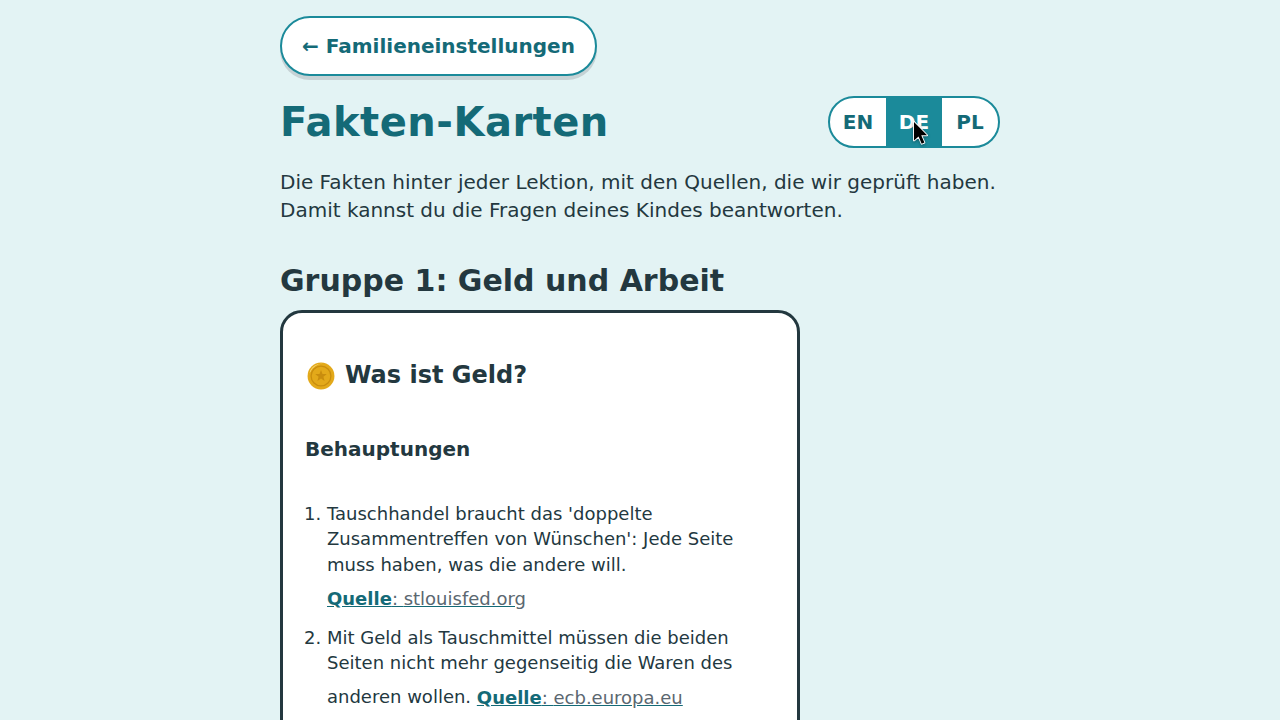 ← Familieneinstellungen
Fakten-Karten
EN DE PL
Die Fakten hinter jeder Lektion, mit den Quellen, die wir geprüft haben.
Damit kannst du die Fragen deines Kindes beantworten.
Gruppe 1: Geld und Arbeit
Was ist Geld?
Behauptungen
1. Tauschhandel braucht das 'doppelte
Zusammentreffen von Wünschen': Jede Seite
muss haben, was die andere will.
Quelle: stlouisfed.org
2. Mit Geld als Tauschmittel müssen die beiden
Seiten nicht mehr gegenseitig die Waren des
anderen wollen. Quelle: ecb.europa.eu